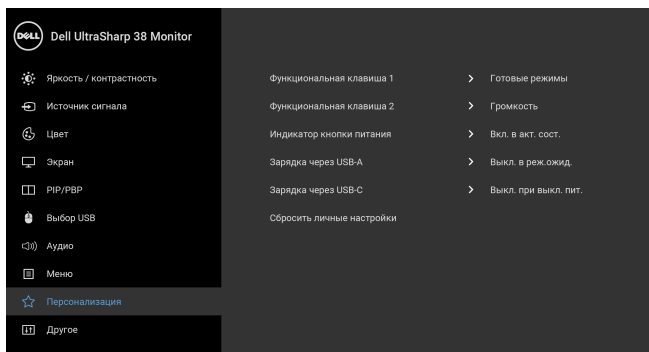 DELL Dell UltraSharp 38 Monitor
Яркость / контрастность Функциональная клавиша 1 Готовые режимы
Источник сигнала Функциональная клавиша 2 Громкость
Цвет Индикатор кнопки питания Вкл. в акт. сост.
Экран Зарядка через USB-A Выкл. в реж.ожид.
PIP/PBP Зарядка через USB-C Выкл. при выкл. пит.
Выбор USB Сбросить личные настройки
Аудио
Меню
Персонализация
Другое